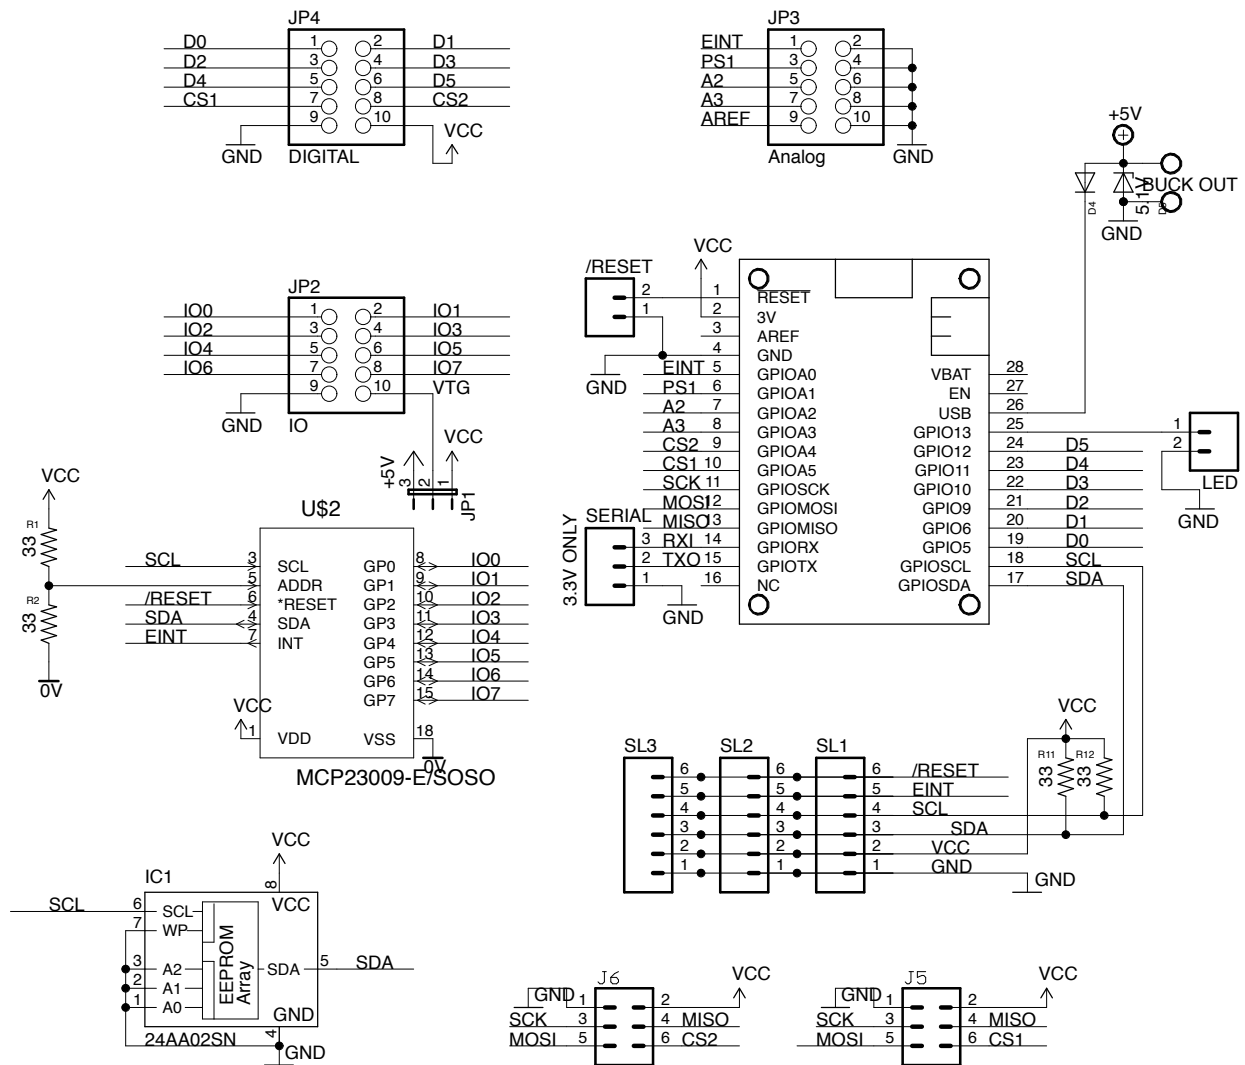 JP4
D0 1 2 D1
D2 3 4 D3
D4 5 6 D5
CS1 7 8 CS2
9 10
GND
VCC
DIGITAL
JP3
EINT 1 2
PS1 3 4
A2 5 6
A3 7 8
AREF 9 10
Analog
GND
+5V
BUCK OUT
D4
5.1V
GND
JP2
IO0 1 2 IO1
IO2 3 4 IO3
IO4 5 6 IO5
IO6 7 8 IO7
9 10 VTG
GND
IO
+5V
VCC
3 2 1
JP1
/RESET
2
1
GND
VCC
1 RESET
2 3V
3 AREF
4 GND
EINT 5 GPIOA0
PS1 6 GPIOA1
A2 7 GPIOA2
A3 8 GPIOA3
CS2 9 GPIOA4
CS1 10 GPIOA5
SCK 11 GPIOSCK
MOSI 12 GPIOMOSI
MISO 13 GPIOMISO
RXI 14 GPIORX
TXO 15 GPIOTX
16 NC
VBAT 28
EN 27
USB 26
GPIO13 25
GPIO12 24 D5
GPIO11 23 D4
GPIO10 22 D3
GPIO9 21 D2
GPIO6 20 D1
GPIO5 19 D0
GPIOSCL 18 SCL
GPIOSDA 17 SDA
1
2
LED
GND
SERIAL
3.3V ONLY
3
2
1
GND
VCC
R1
33
R2
33
0V
U$2
SCL 3 SCL
5 ADDR
/RESET 6 *RESET
SDA 4 SDA
EINT 7 INT
VCC
1 VDD
GP0 8 IO0
GP1 9 IO1
GP2 10 IO2
GP3 11 IO3
GP4 12 IO4
GP5 13 IO5
GP6 14 IO6
GP7 15 IO7
VSS 18
0V
MCP23009-E/SOSO
SL3 SL2 SL1
6 6 6 /RESET
5 5 5 EINT
4 4 4 SCL
3 3 3 SDA
2 2 2 VCC
1 1 1 GND
GND
VCC
R11
33
R12
33
VCC
IC1
8
VCC
SCL 6 SCL
7 WP
3 A2
2 A1
1 A0
EEPROM
Array
SDA 5 SDA
GND
4
24AA02SN
GND
J6
GND 1 2 VCC
SCK 3 4 MISO
MOSI 5 6 CS2
J5
GND 1 2 VCC
SCK 3 4 MISO
MOSI 5 6 CS1